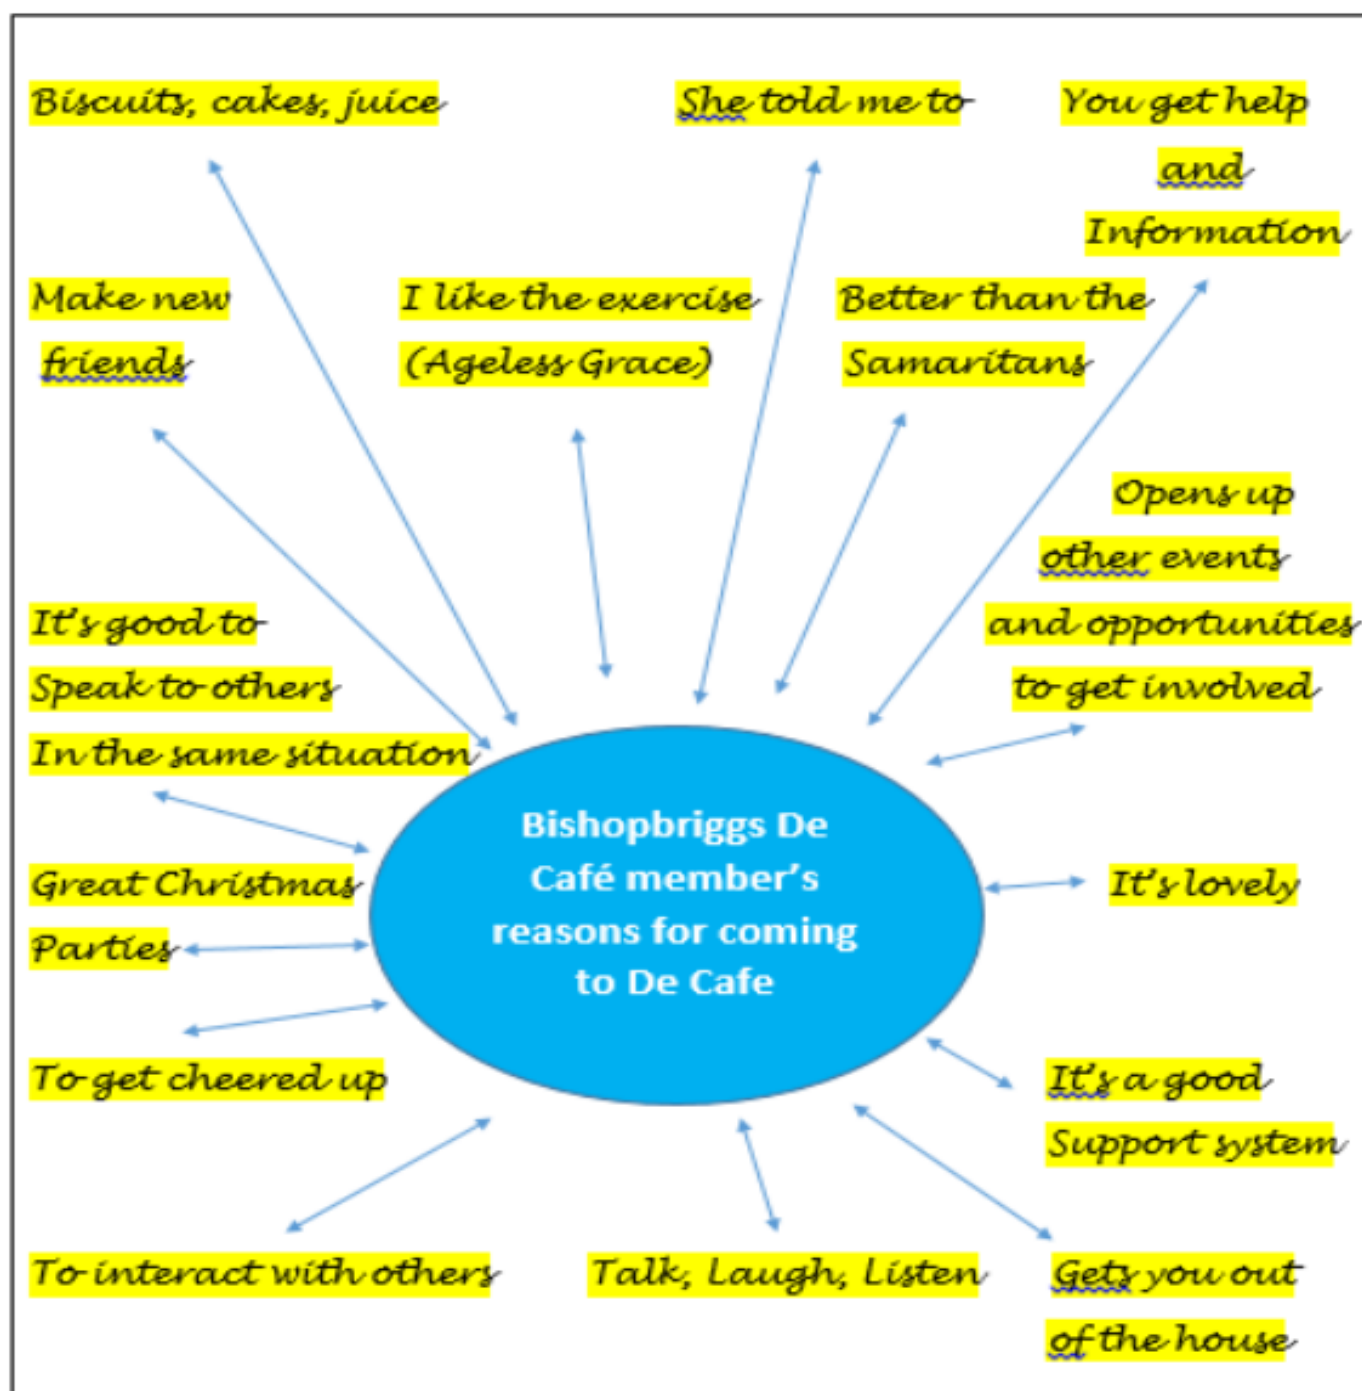 Biscuits, cakes, juice
She told me to
You get help
and
Information
Make new
friends
I like the exercise
(Ageless Grace)
Better than the
Samaritans
Opens up
other events
and opportunities
to get involved
It's good to
Speak to others
In the same situation
Bishopbriggs De
Café member's
reasons for coming
to De Cafe
Great Christmas
Parties
It's lovely
To get cheered up
It's a good
Support system
To interact with others
Talk, Laugh, Listen
Gets you out
of the house